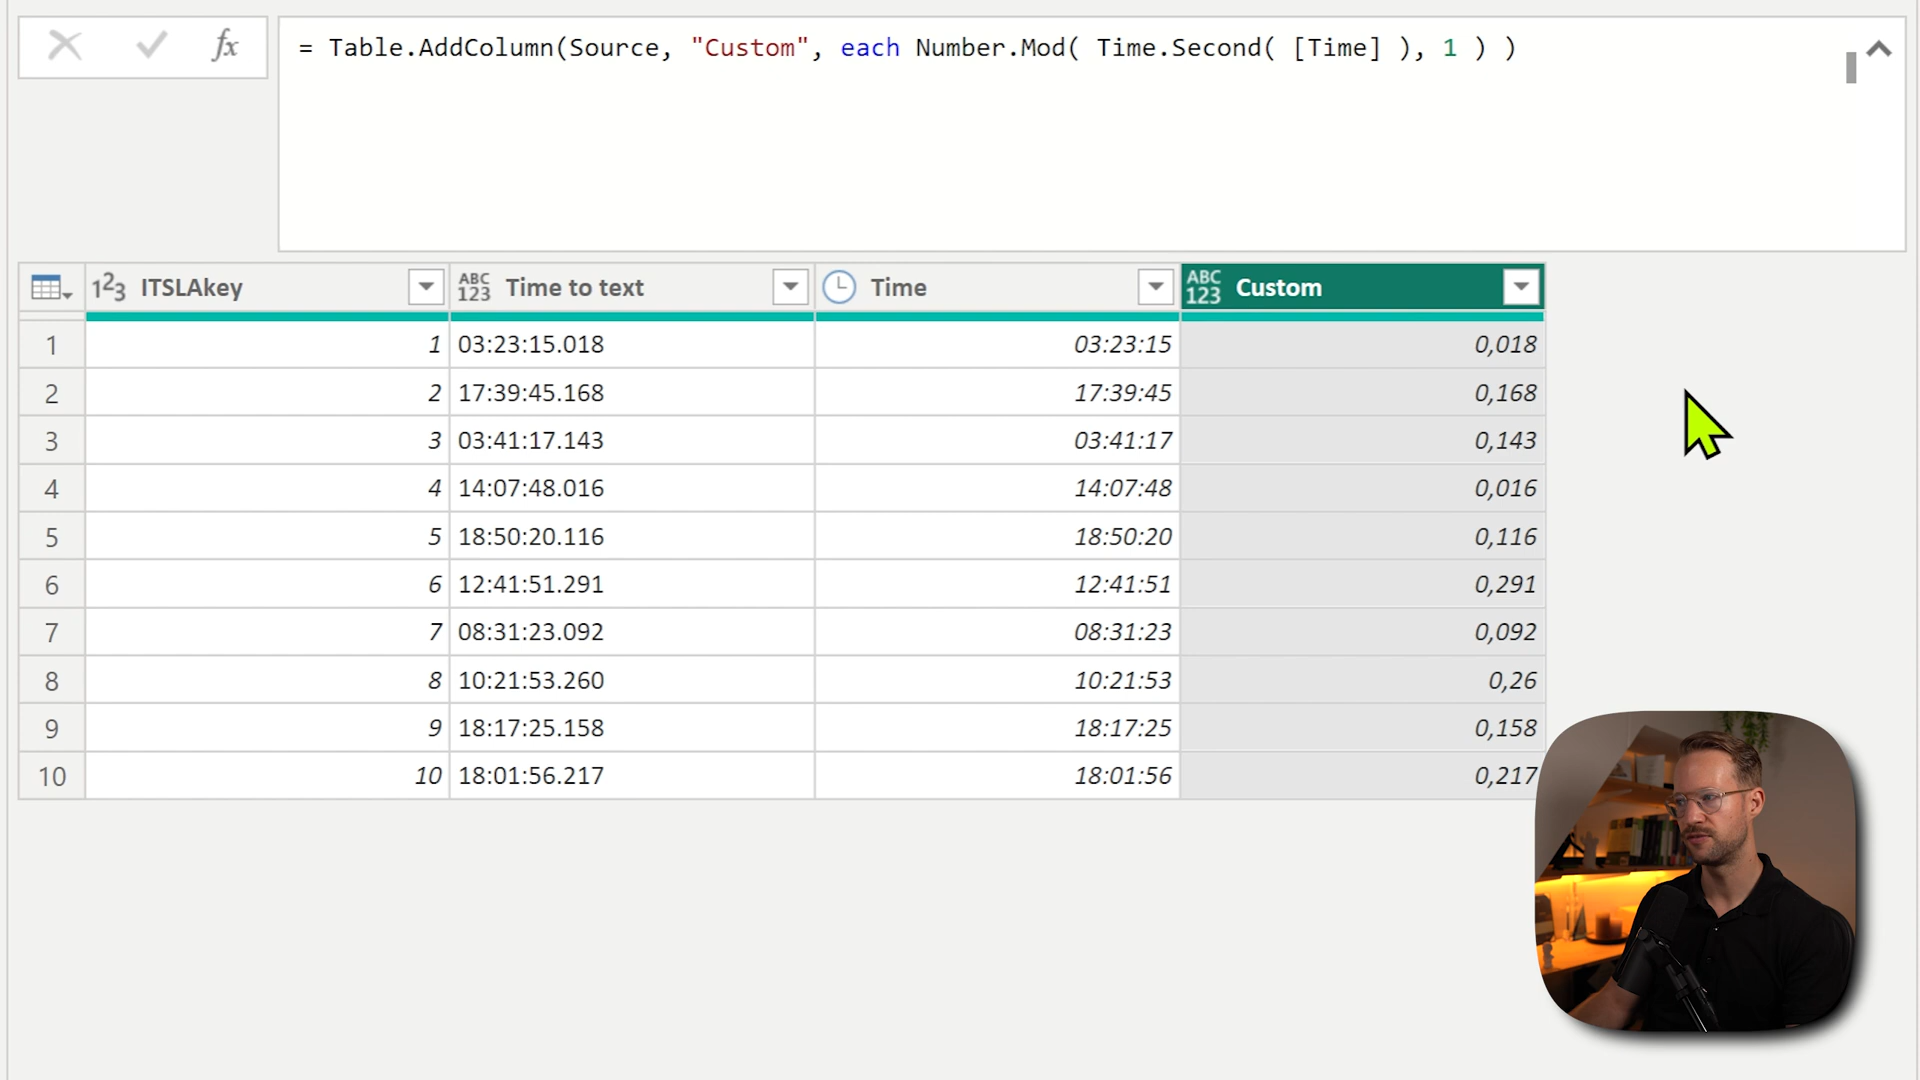 fx
= Table.AddColumn(Source, "Custom", each Number.Mod( Time.Second( [Time] ), 1 ) )
123 ITSLAkey ABC 123 Time to text Time ABC 123 Custom
1 1 03:23:15.018 03:23:15 0,018
2 2 17:39:45.168 17:39:45 0,168
3 3 03:41:17.143 03:41:17 0,143
4 4 14:07:48.016 14:07:48 0,016
5 5 18:50:20.116 18:50:20 0,116
6 6 12:41:51.291 12:41:51 0,291
7 7 08:31:23.092 08:31:23 0,092
8 8 10:21:53.260 10:21:53 0,26
9 9 18:17:25.158 18:17:25 0,158
10 10 18:01:56.217 18:01:56 0,217